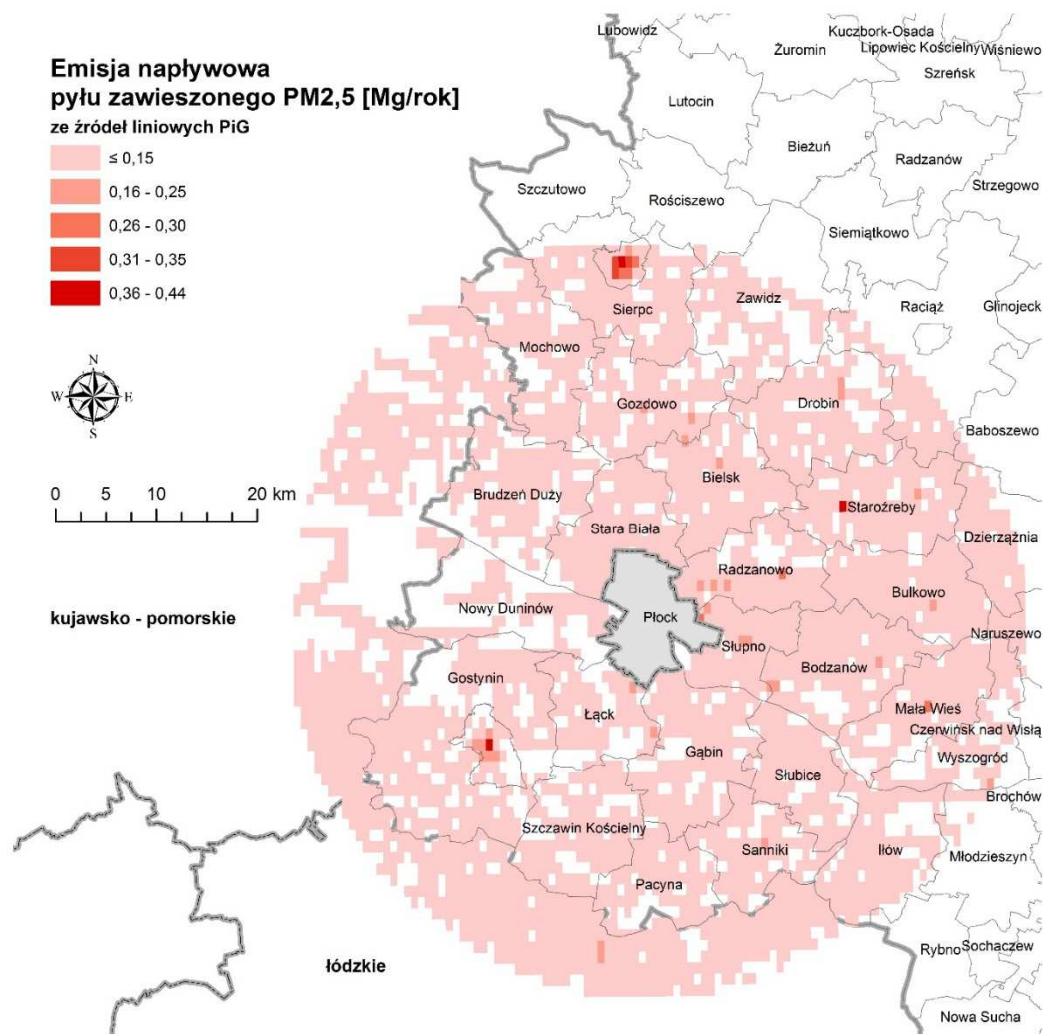 Emisja napływowa
pyłu zawieszonego PM2,5 [Mg/rok]
ze źródeł liniowych PiG
≤ 0,15
0,16 - 0,25
0,26 - 0,30
0,31 - 0,35
0,36 - 0,44
N
W E
S
0 5 10 20 km
kujawsko - pomorskie
łódzkie
Lubowidz
Kuczbork-Osada
Żuromin
Lipowiec Kościelny
Wiśniewo
Szreńsk
Lutocin
Bieżuń
Radzanów
Szczutowo
Rościszewo
Strzegowo
Siemiątkowo
Zawidz
Raciąż
Glinojeck
Sierpc
Mochowo
Gozdowo
Drobin
Baboszewo
Bielsk
Brudzeń Duży
Staroźreby
Stara Biała
Dzierzążnia
Radzanowo
Bulkowo
Nowy Duninów
Płock
Słupno
Naruszewo
Bodzanów
Gostynin
Łąck
Mała Wieś
Czerwińsk nad Wisłą
Gąbin
Wyszogród
Słubice
Brochów
Szczawin Kościelny
Sanniki
Iłów
Młodzieszyn
Pacyna
Rybno
Sochaczew
Nowa Sucha